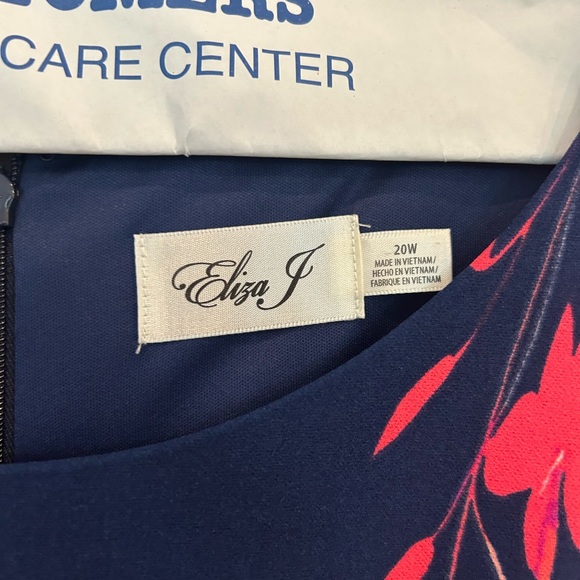 CARE CENTER
Eliza J
20W
MADE IN VIETNAM/
HECHO EN VIETNAM/
FABRIQUE EN VIETNAM